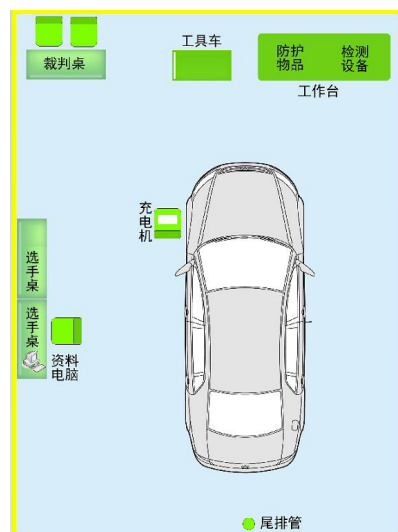 裁判桌
工具车
防护 检测
物品 设备
工作台
充电机
选手桌
选手桌
资料
电脑
尾排管